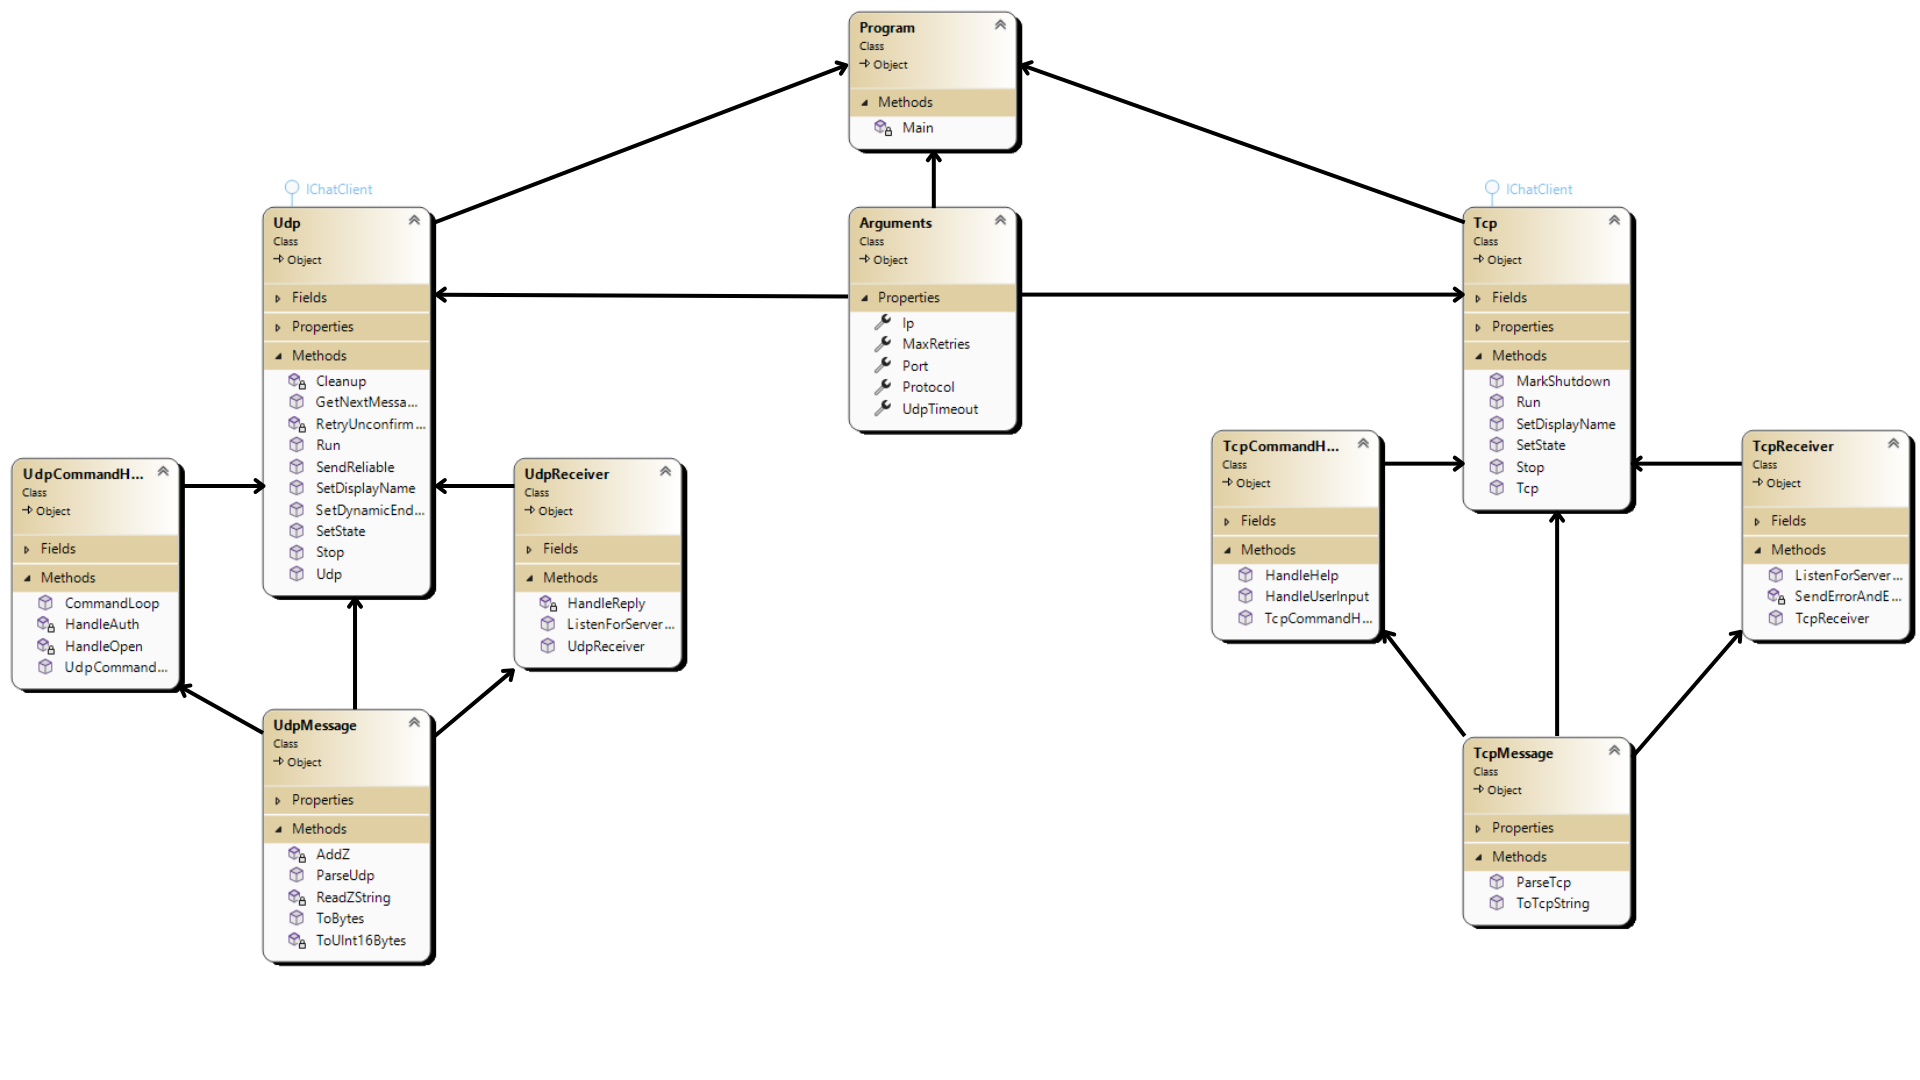 Program
Class
Object
Methods
Main
IChatClient
Udp
Class
Object
Fields
Properties
Methods
Cleanup
GetNextMessa...
RetryUnconfirm...
Run
SendReliable
SetDisplayName
SetDynamicEnd...
SetState
Stop
Udp
Arguments
Class
Object
Properties
Ip
MaxRetries
Port
Protocol
UdpTimeout
IChatClient
Tcp
Class
Object
Fields
Properties
Methods
MarkShutdown
Run
SetDisplayName
SetState
Stop
Tcp
UdpCommandH...
Class
Object
Fields
Methods
CommandLoop
HandleAuth
HandleOpen
UdpCommand...
UdpReceiver
Class
Object
Fields
Methods
HandleReply
ListenForServer...
UdpReceiver
TcpCommandH...
Class
Object
Fields
Methods
HandleHelp
HandleUserInput
TcpCommandH...
TcpReceiver
Class
Object
Fields
Methods
ListenForServer...
SendErrorAndE...
TcpReceiver
UdpMessage
Class
Object
Properties
Methods
AddZ
ParseUdp
ReadZString
ToBytes
ToUInt16Bytes
TcpMessage
Class
Object
Properties
Methods
ParseTcp
ToTcpString